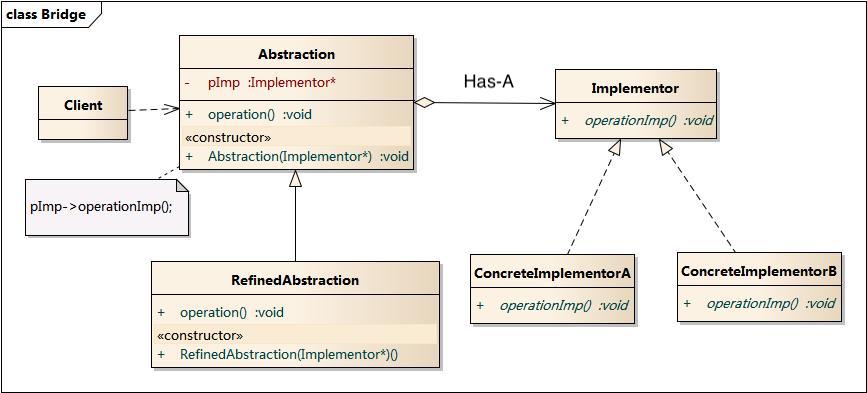 class Bridge
Abstraction
- pImp :Implementor*
+ operation() :void
«constructor»
+ Abstraction(Implementor*) :void
Has-A
Implementor
+ operationImp() :void
Client
pImp->operationImp();
RefinedAbstraction
+ operation() :void
«constructor»
+ RefinedAbstraction(Implementor*)()
ConcreteImplementorA
+ operationImp() :void
ConcreteImplementorB
+ operationImp() :void